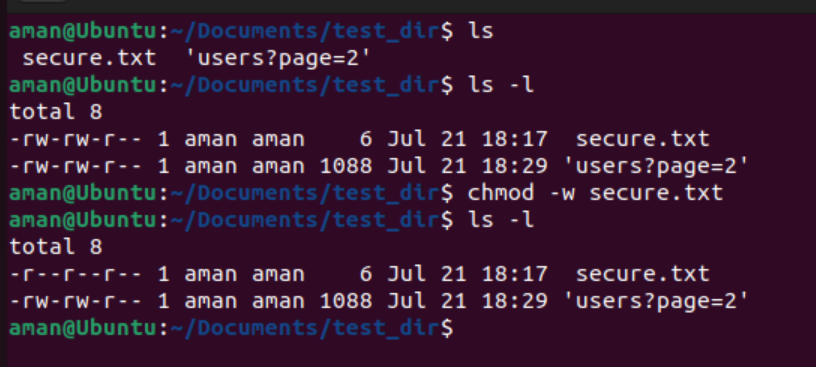 aman@Ubuntu:~/Documents/test_dir$ ls
 secure.txt  'users?page=2'
aman@Ubuntu:~/Documents/test_dir$ ls -l
total 8
-rw-rw-r-- 1 aman aman    6 Jul 21 18:17  secure.txt
-rw-rw-r-- 1 aman aman 1088 Jul 21 18:29 'users?page=2'
aman@Ubuntu:~/Documents/test_dir$ chmod -w secure.txt
aman@Ubuntu:~/Documents/test_dir$ ls -l
total 8
-r--r--r-- 1 aman aman    6 Jul 21 18:17  secure.txt
-rw-rw-r-- 1 aman aman 1088 Jul 21 18:29 'users?page=2'
aman@Ubuntu:~/Documents/test_dir$